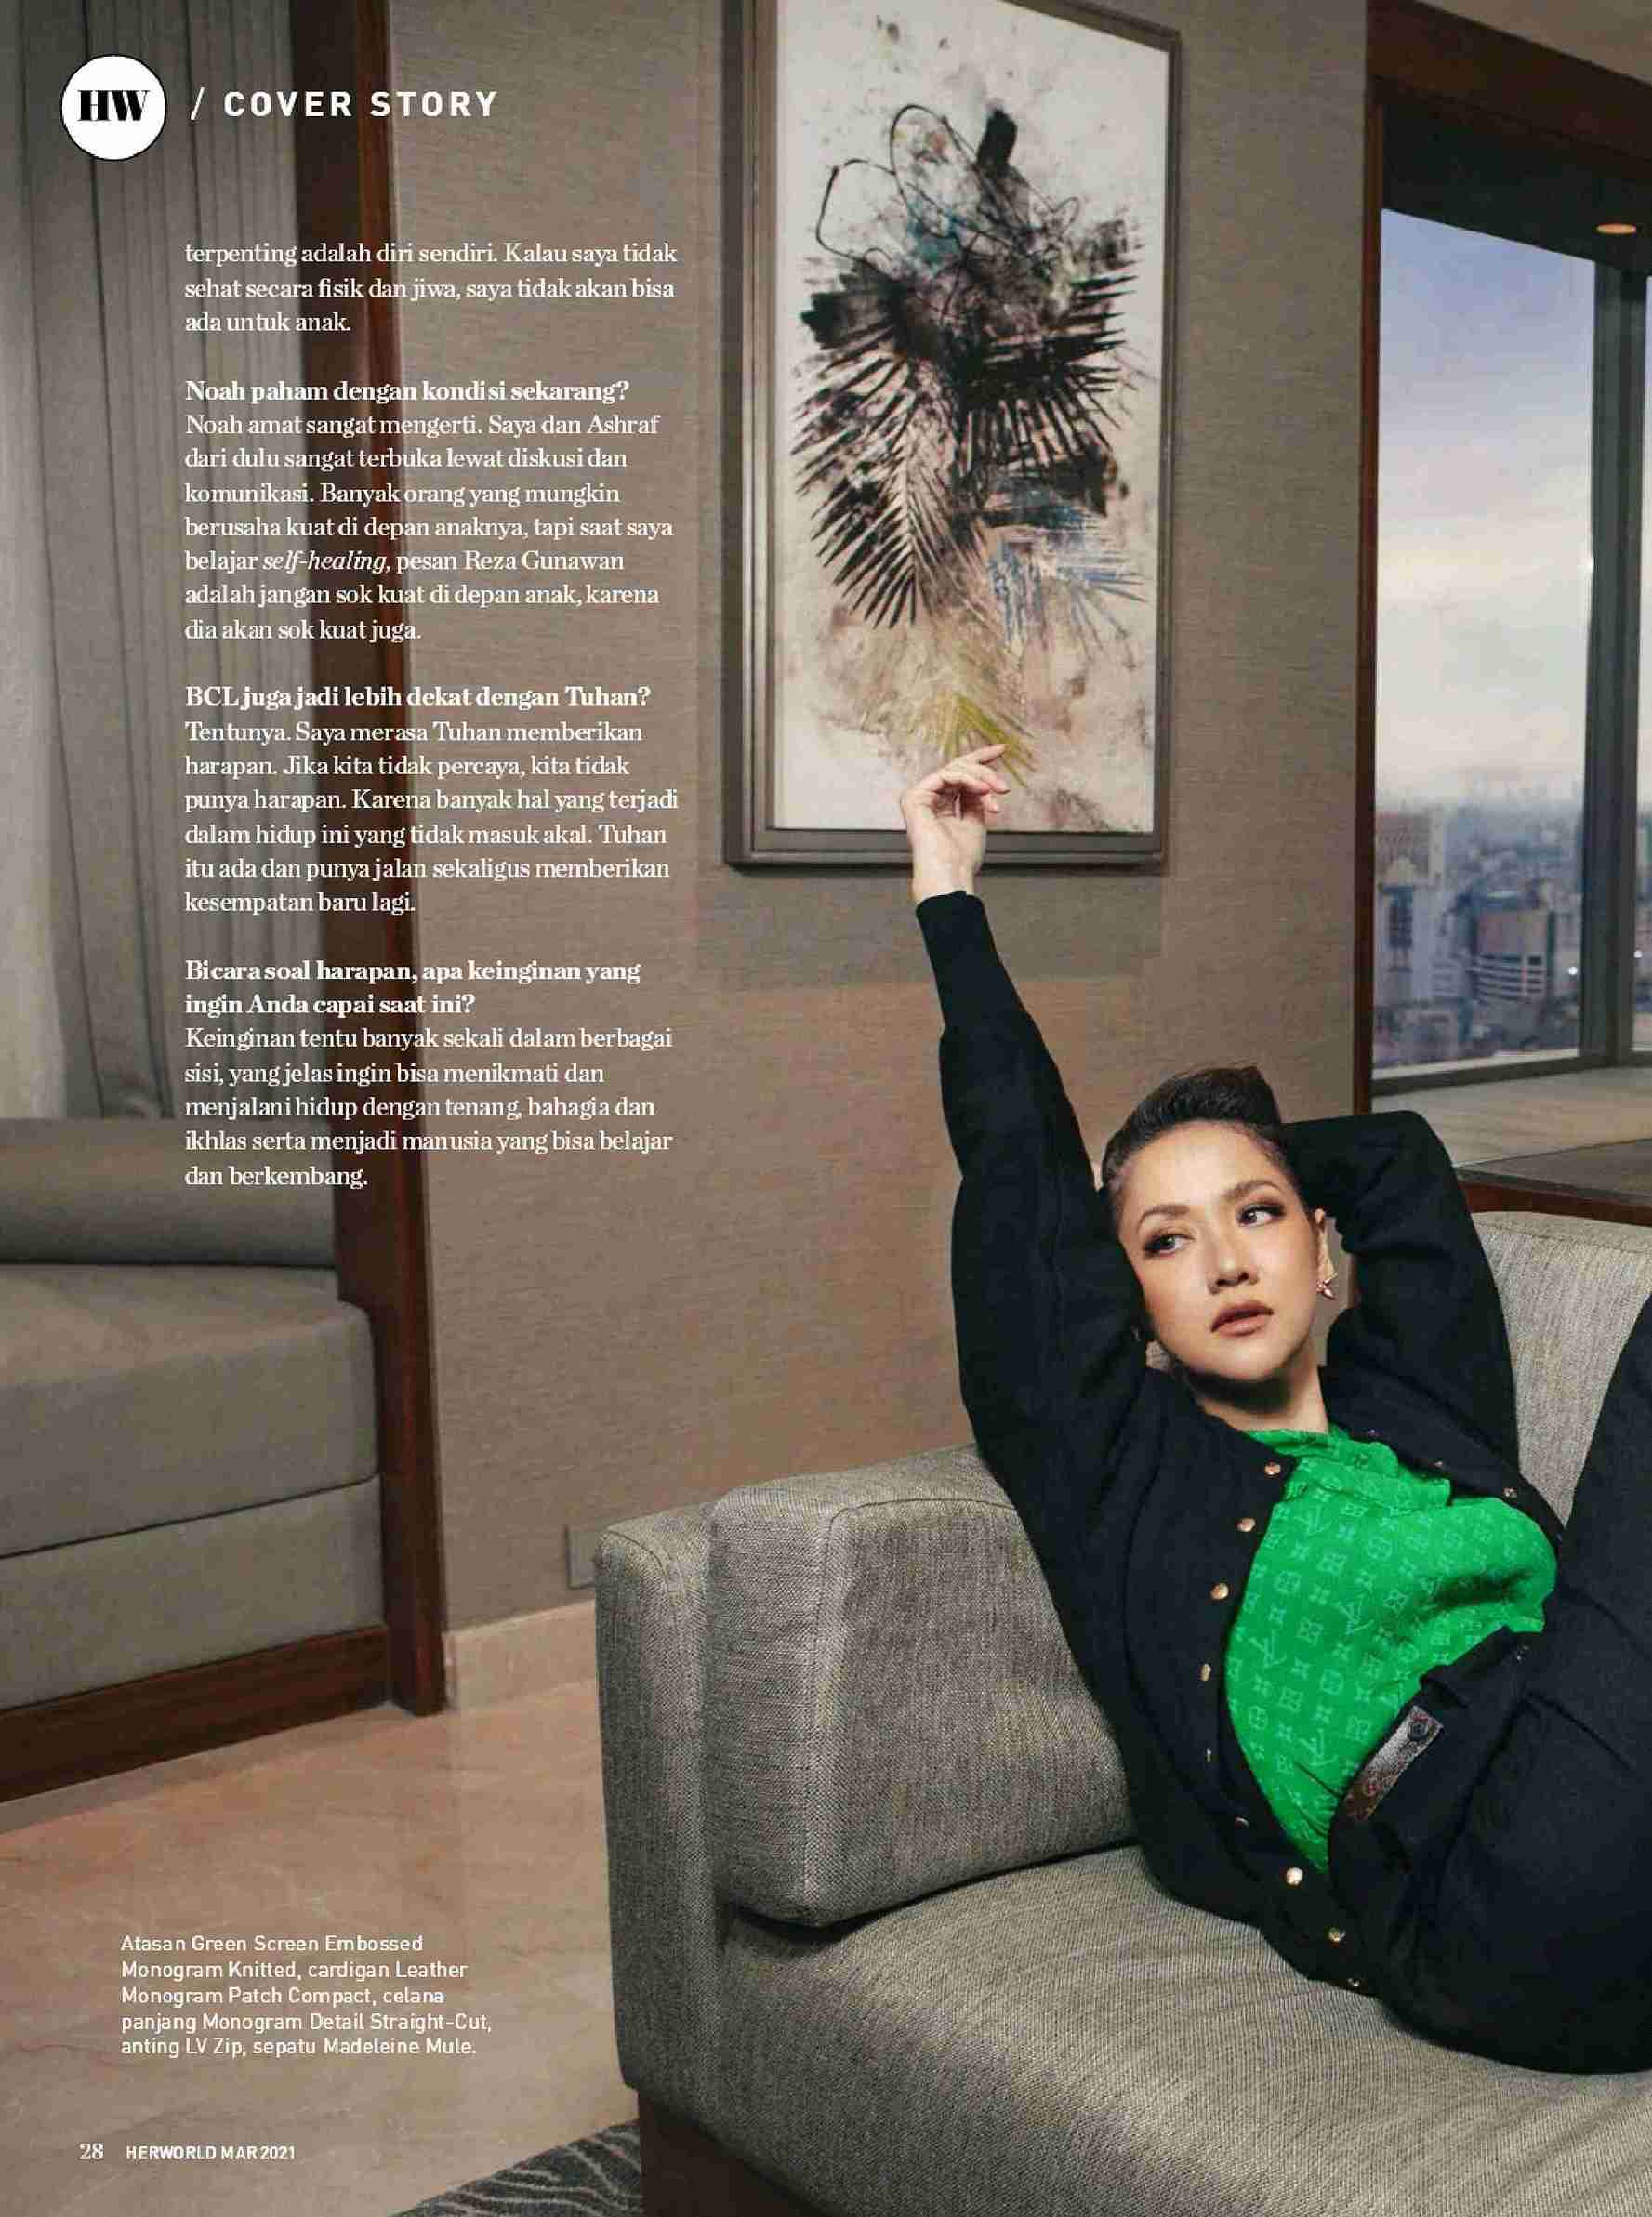 HW / COVER STORY
terpenting adalah diri sendiri. Kalau saya tidak
sehat secara fisik dan jiwa, saya tidak akan bisa
ada untuk anak.
Noah paham dengan kondisi sekarang?
Noah amat sangat mengerti. Saya dan Ashraf
dari dulu sangat terbuka lewat diskusi dan
komunikasi. Banyak orang yang mungkin
berusaha kuat di depan anaknya, tapi saat saya
belajar self-healing, pesan Reza Gunawan
adalah jangan sok kuat di depan anak, karena
dia akan sok kuat juga.
BCL juga jadi lebih dekat dengan Tuhan?
Tentunya. Saya merasa Tuhan memberikan
harapan. Jika kita tidak percaya, kita tidak
punya harapan. Karena banyak hal yang terjadi
dalam hidup ini yang tidak masuk akal. Tuhan
itu ada dan punya jalan sekaligus memberikan
kesempatan baru lagi.
Bicara soal harapan, apa keinginan yang
ingin Anda capai saat ini?
Keinginan tentu banyak sekali dalam berbagai
sisi, yang jelas ingin bisa menikmati dan
menjalani hidup dengan tenang, bahagia dan
ikhlas serta menjadi manusia yang bisa belajar
dan berkembang.
Atasan Green Screen Embossed
Monogram Knitted, cardigan Leather
Monogram Patch Compact, celana
panjang Monogram Detail Straight-Cut,
anting LV Zip, sepatu Madeleine Mule.
28 HERWORLD MAR 2021